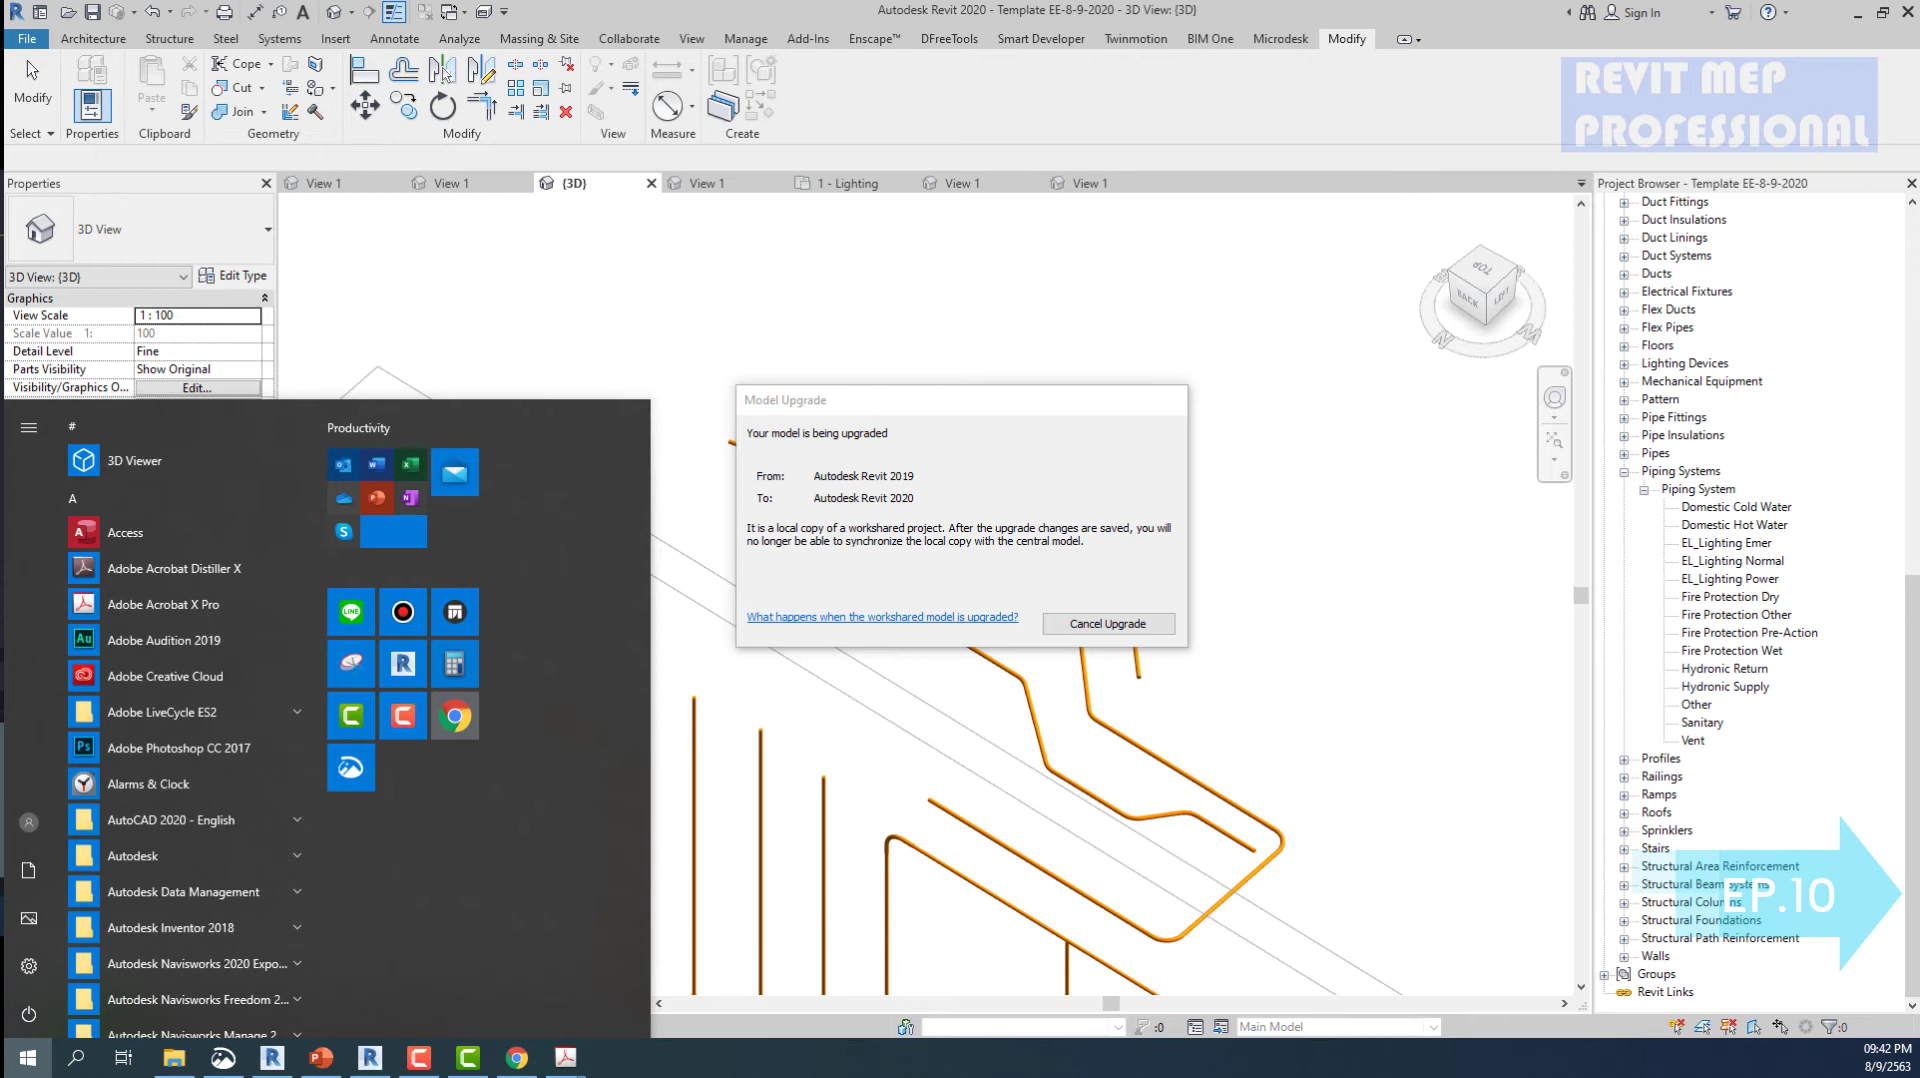 Autodesk Revit 2020 - Template EE-8-9-2020 - 3D View: {3D}
Sign In
File Architecture Structure Steel Systems Insert Annotate Analyze Massing & Site Collaborate View Manage Add-Ins Enscape™ DFreeTools Smart Developer Twinmotion BIM One Microdesk Modify
Modify
Paste
Cope
Cut
Join
Select Properties Clipboard Geometry Modify View Measure Create
REVIT MEP
PROFESSIONAL
Properties
View 1
View 1
{3D}
View 1
1 - Lighting
View 1
View 1
Project Browser - Template EE-8-9-2020
3D View
3D View: {3D}
Edit Type
Graphics
View Scale 1 : 100
Scale Value 1: 100
Detail Level Fine
Parts Visibility Show Original
Visibility/Graphics O... Edit...
TOP
BACK
LEFT
#
3D Viewer
A
Access
Adobe Acrobat Distiller X
Adobe Acrobat X Pro
Adobe Audition 2019
Adobe Creative Cloud
Adobe LiveCycle ES2
Adobe Photoshop CC 2017
Alarms & Clock
AutoCAD 2020 - English
Autodesk
Autodesk Data Management
Autodesk Inventor 2018
Autodesk Navisworks 2020 Expo...
Autodesk Navisworks Freedom 2...
Autodesk Navisworks Manage 2...
Productivity
Model Upgrade
Your model is being upgraded
From: Autodesk Revit 2019
To: Autodesk Revit 2020
It is a local copy of a workshared project. After the upgrade changes are saved, you will
no longer be able to synchronize the local copy with the central model.
What happens when the workshared model is upgraded?
Cancel Upgrade
Duct Fittings
Duct Insulations
Duct Linings
Duct Systems
Ducts
Electrical Fixtures
Flex Ducts
Flex Pipes
Floors
Lighting Devices
Mechanical Equipment
Pattern
Pipe Fittings
Pipe Insulations
Pipes
Piping Systems
Piping System
Domestic Cold Water
Domestic Hot Water
EL_Lighting Emer
EL_Lighting Normal
EL_Lighting Power
Fire Protection Dry
Fire Protection Other
Fire Protection Pre-Action
Fire Protection Wet
Hydronic Return
Hydronic Supply
Other
Sanitary
Vent
Profiles
Railings
Ramps
Roofs
Sprinklers
Stairs
Structural Area Reinforcement
Structural Beam Systems
Structural Columns
Structural Foundations
Structural Path Reinforcement
Walls
Groups
Revit Links
EP.10
:0
Main Model
:0
09:42 PM
8/9/2563